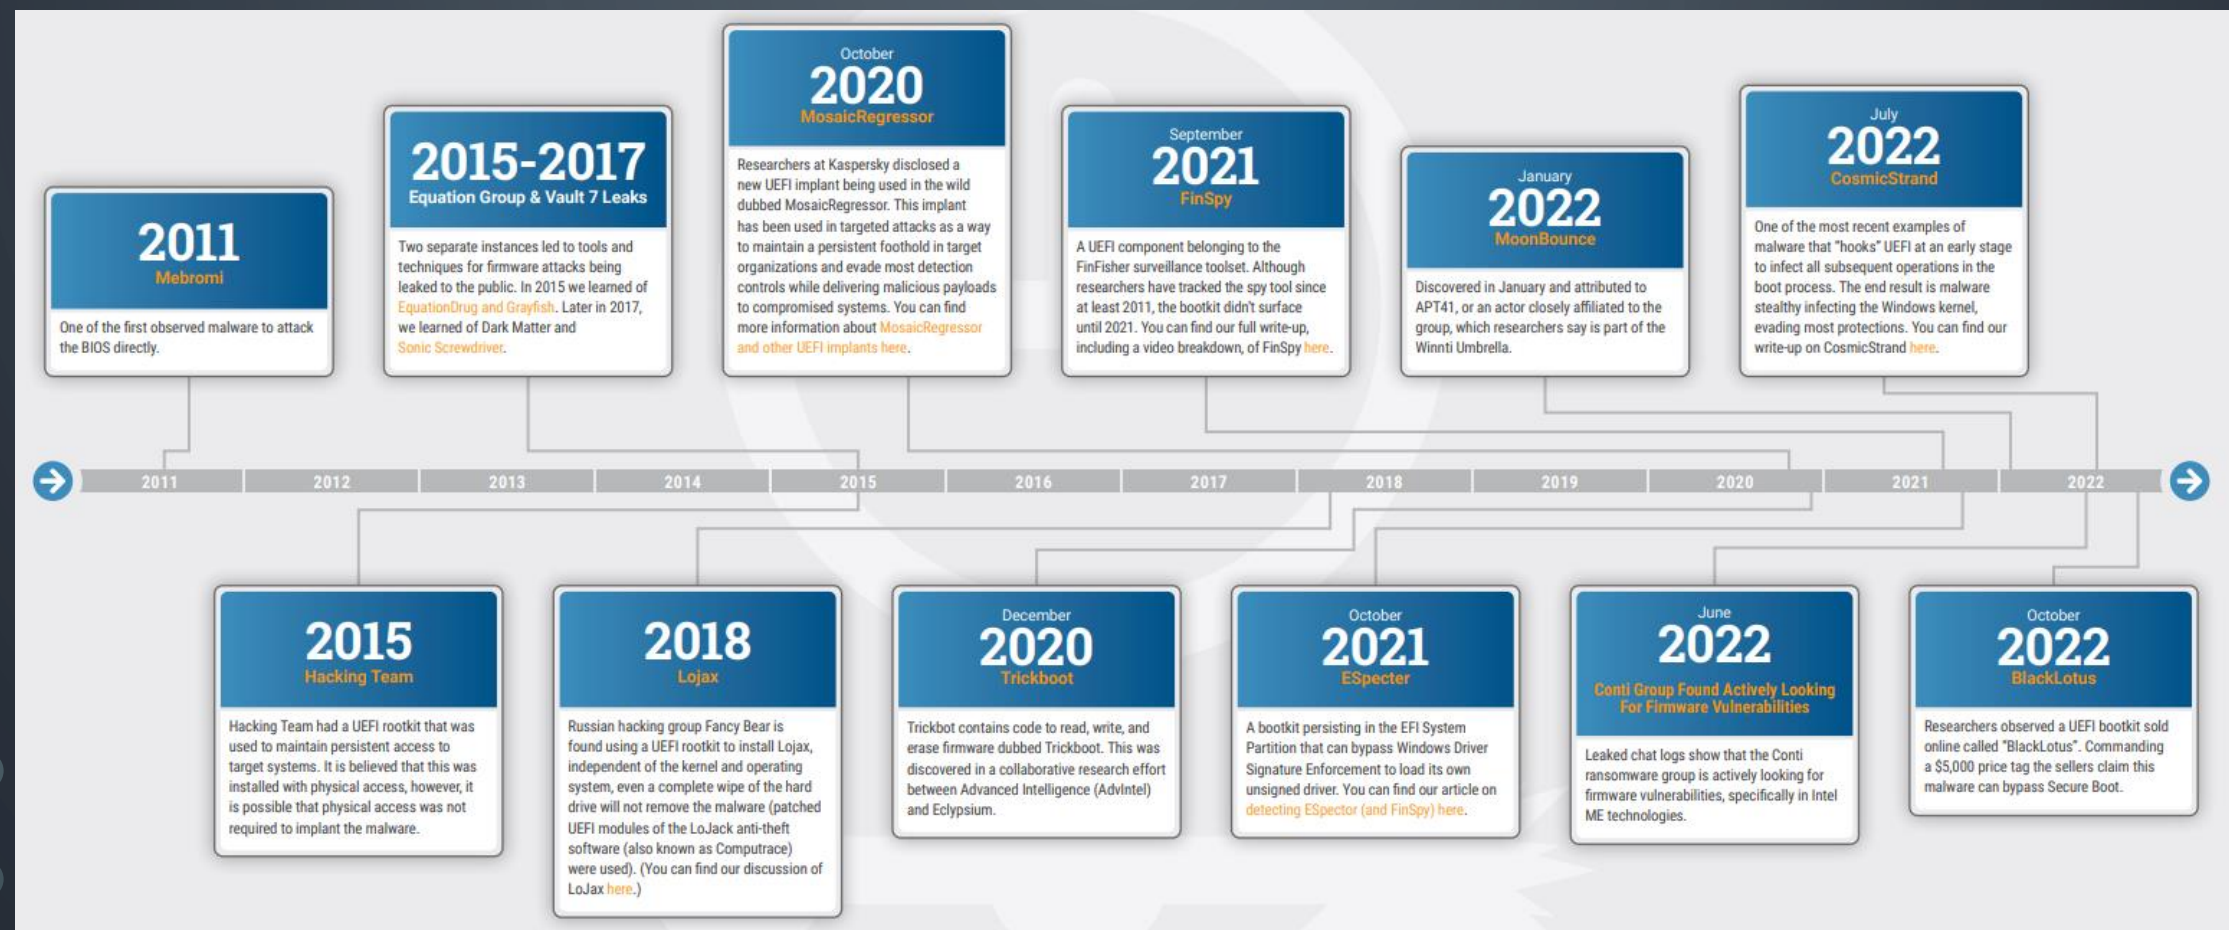 2011
Mebromi
One of the first observed malware to attack
the BIOS directly.
2015-2017
Equation Group & Vault 7 Leaks
Two separate instances led to tools and
techniques for firmware attacks being
leaked to the public. In 2015 we learned of
EquationDrug and Grayfish. Later in 2017,
we learned of Dark Matter and
Sonic Screwdriver.
October
2020
MosaicRegressor
Researchers at Kaspersky disclosed a
new UEFI implant being used in the wild
dubbed MosaicRegressor. This implant
has been used in targeted attacks as a way
to maintain a persistent foothold in target
organizations and evade most detection
controls while delivering malicious payloads
to compromised systems. You can find
more information about MosaicRegressor
and other UEFI implants here.
September
2021
FinSpy
A UEFI component belonging to the
FinFisher surveillance toolset. Although
researchers have tracked the spy tool since
at least 2011, the bootkit didn't surface
until 2021. You can find our full write-up,
including a video breakdown, of FinSpy here.
January
2022
MoonBounce
Discovered in January and attributed to
APT41, or an actor closely affiliated to the
group, which researchers say is part of the
Winnti Umbrella.
July
2022
CosmicStrand
One of the most recent examples of
malware that "hooks" UEFI at an early stage
to infect all subsequent operations in the
boot process. The end result is malware
stealthy infecting the Windows kernel,
evading most protections. You can find our
write-up on CosmicStrand here.
2011 2012 2013 2014 2015 2016 2017 2018 2019 2020 2021 2022
2015
Hacking Team
Hacking Team had a UEFI rootkit that was
used to maintain persistent access to
target systems. It is believed that this was
installed with physical access, however, it
is possible that physical access was not
required to implant the malware.
2018
Lojax
Russian hacking group Fancy Bear is
found using a UEFI rootkit to install Lojax,
independent of the kernel and operating
system, even a complete wipe of the hard
drive will not remove the malware (patched
UEFI modules of the LoJack anti-theft
software (also known as Computrace)
were used). (You can find our discussion of
LoJax here.)
December
2020
Trickboot
Trickbot contains code to read, write, and
erase firmware dubbed Trickboot. This was
discovered in a collaborative research effort
between Advanced Intelligence (AdvIntel)
and Eclypsium.
October
2021
ESpecter
A bootkit persisting in the EFI System
Partition that can bypass Windows Driver
Signature Enforcement to load its own
unsigned driver. You can find our article on
detecting ESpector (and FinSpy) here.
June
2022
Conti Group Found Actively Looking
For Firmware Vulnerabilities
Leaked chat logs show that the Conti
ransomware group is actively looking for
firmware vulnerabilities, specifically in Intel
ME technologies.
October
2022
BlackLotus
Researchers observed a UEFI bootkit sold
online called "BlackLotus". Commanding
a $5,000 price tag the sellers claim this
malware can bypass Secure Boot.